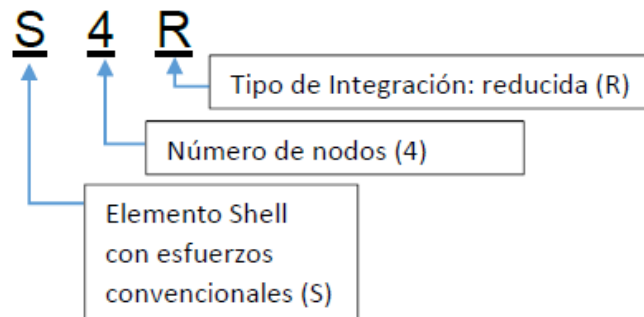 S 4 R
Tipo de Integración: reducida (R)
Número de nodos (4)
Elemento Shell
con esfuerzos
convencionales (S)